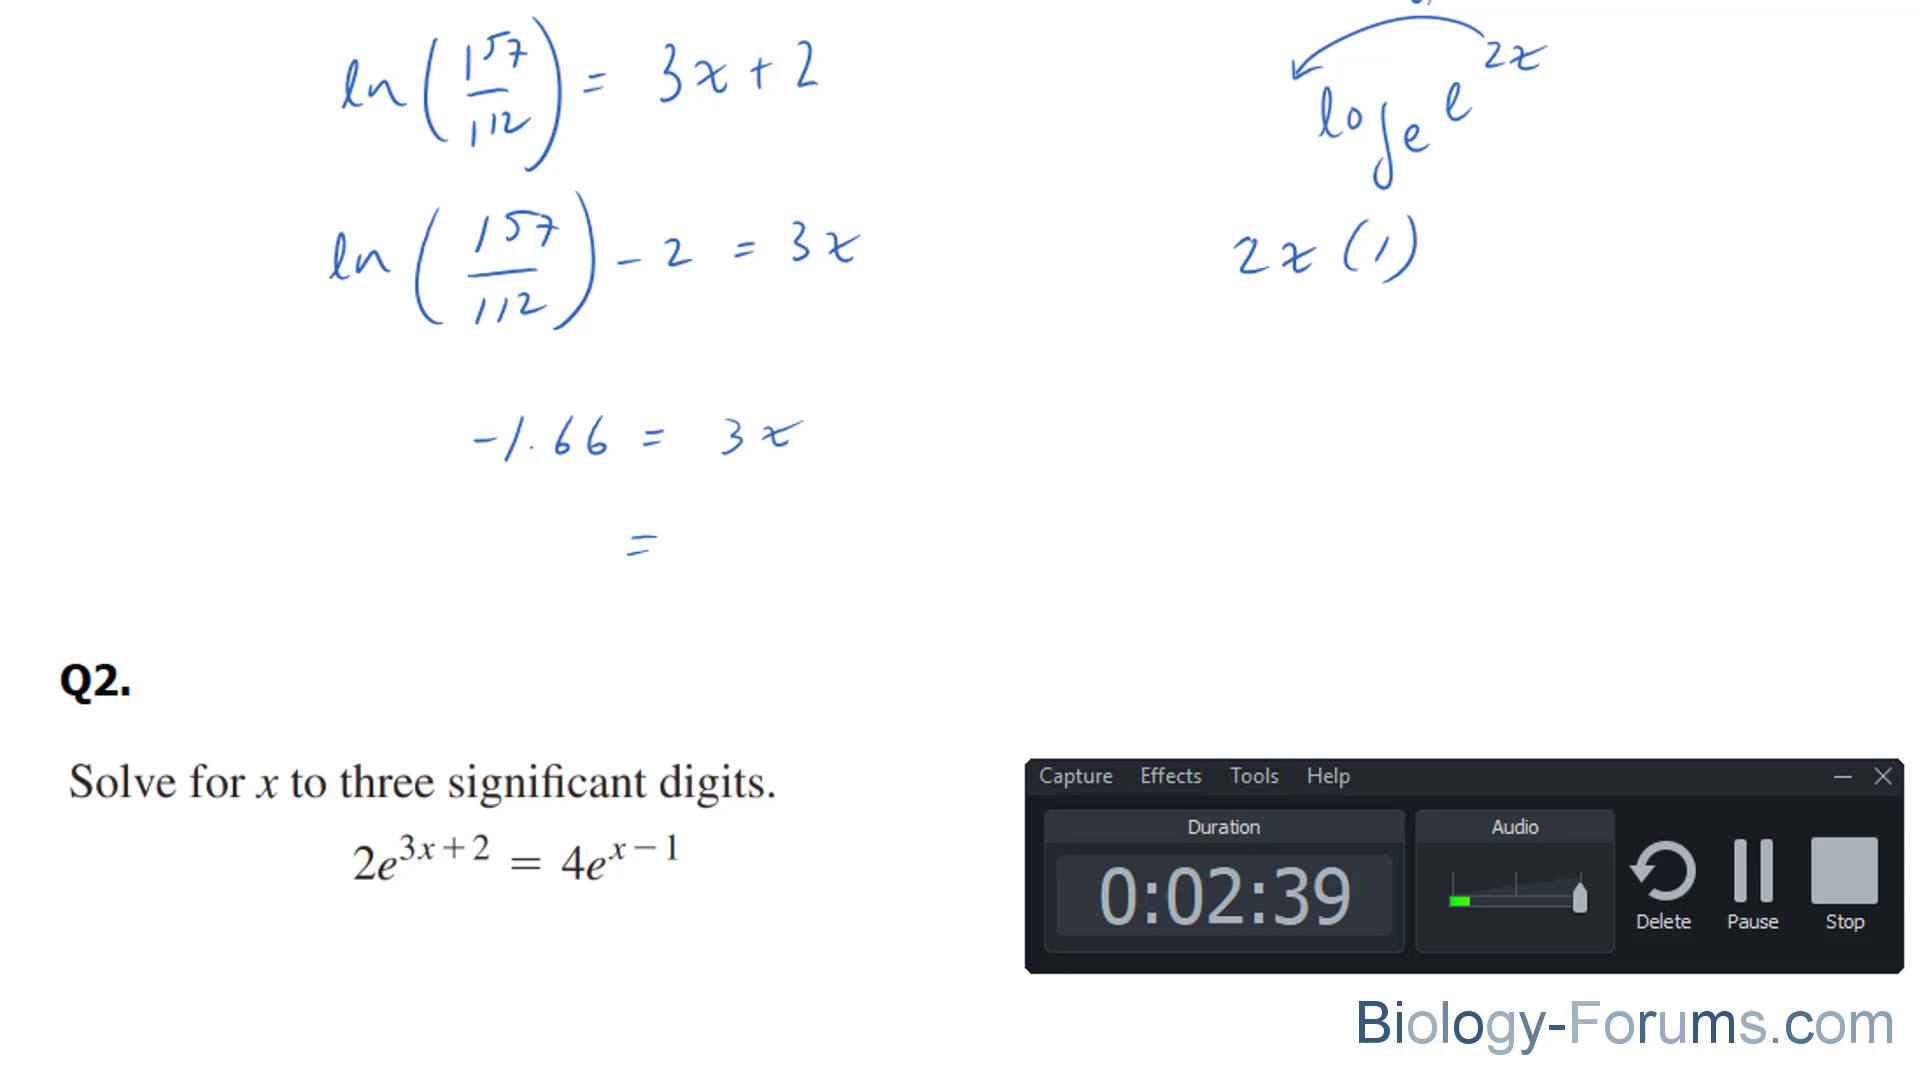 ln(157/112) = 3x + 2
2x
log_e e
ln(157/112) - 2 = 3x
2x(1)
-1.66 = 3x
=
Q2.
Solve for x to three significant digits.
2e^{3x+2} = 4e^{x-1}
Capture Effects Tools Help
Duration
Audio
0:02:39
Delete
Pause
Stop
Biology-Forums.com